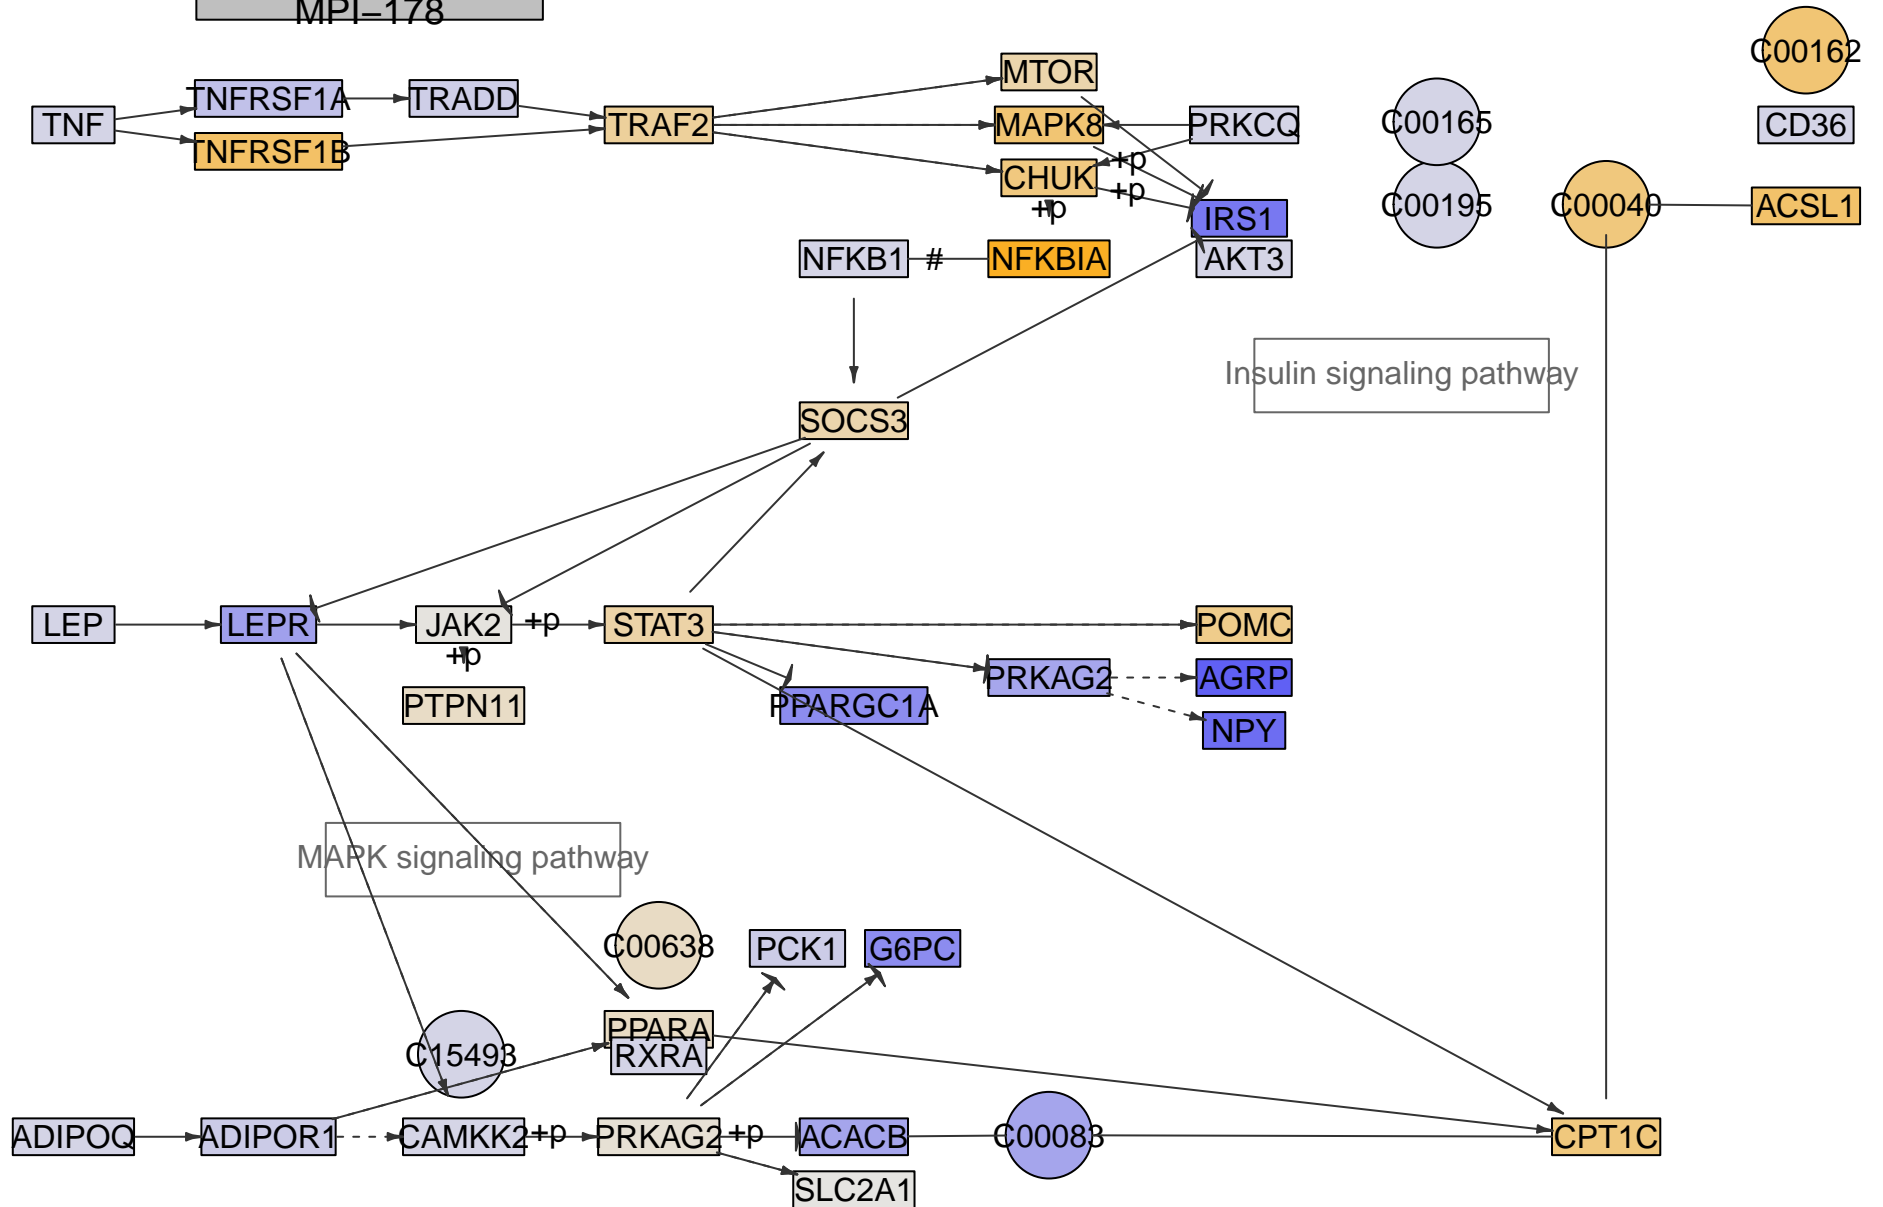 MPI–178
C00162
MTOR
TNFRSF1A
TRADD
TNF
TRAF2
MAPK8
PRKCQ
C00165
CD36
TNFRSF1B
+p
CHUK
+p
+p
IRS1
C00195
C00040
ACSL1
NFKB1
#
NFKBIA
AKT3
Insulin signaling pathway
SOCS3
LEP
LEPR
JAK2
+p
STAT3
POMC
+p
PRKAG2
AGRP
PTPN11
PPARGC1A
NPY
MAPK signaling pathway
C00638
PCK1
G6PC
PPARA
C15493
RXRA
ADIPOQ
ADIPOR1
CAMKK2
+p
PRKAG2
+p
ACACB
C00083
CPT1C
SLC2A1